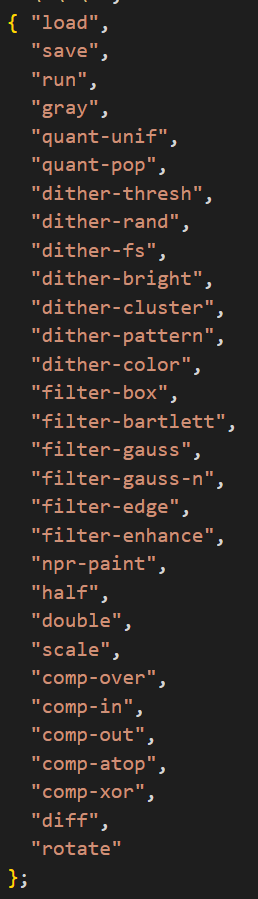 { "load",
"save",
"run",
"gray",
"quant-unif",
"quant-pop",
"dither-thresh",
"dither-rand",
"dither-fs",
"dither-bright",
"dither-cluster",
"dither-pattern",
"dither-color",
"filter-box",
"filter-bartlett",
"filter-gauss",
"filter-gauss-n",
"filter-edge",
"filter-enhance",
"npr-paint",
"half",
"double",
"scale",
"comp-over",
"comp-in",
"comp-out",
"comp-atop",
"comp-xor",
"diff",
"rotate"
};